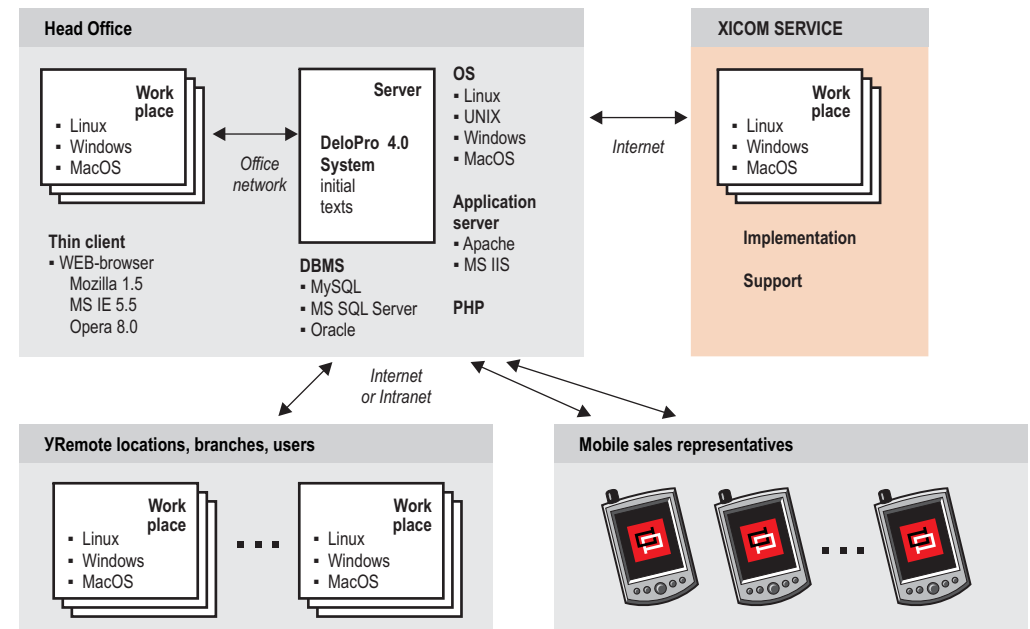 Head Office
Work
place
▪ Linux
▪ Windows
▪ MacOS
Office
network
Server
DeloPro 4.0
System
initial
texts
OS
▪ Linux
▪ UNIX
▪ Windows
▪ MacOS
Application
server
▪ Apache
▪ MS IIS
PHP
Thin client
▪ WEB-browser
Mozilla 1.5
MS IE 5.5
Opera 8.0
DBMS
▪ MySQL
▪ MS SQL Server
▪ Oracle
Internet
XICOM SERVICE
Work
place
▪ Linux
▪ Windows
▪ MacOS
Implementation
Support
Internet
or Intranet
УRemote locations, branches, users
Work
place
▪ Linux
▪ Windows
▪ MacOS
Work
place
▪ Linux
▪ Windows
▪ MacOS
Mobile sales representatives